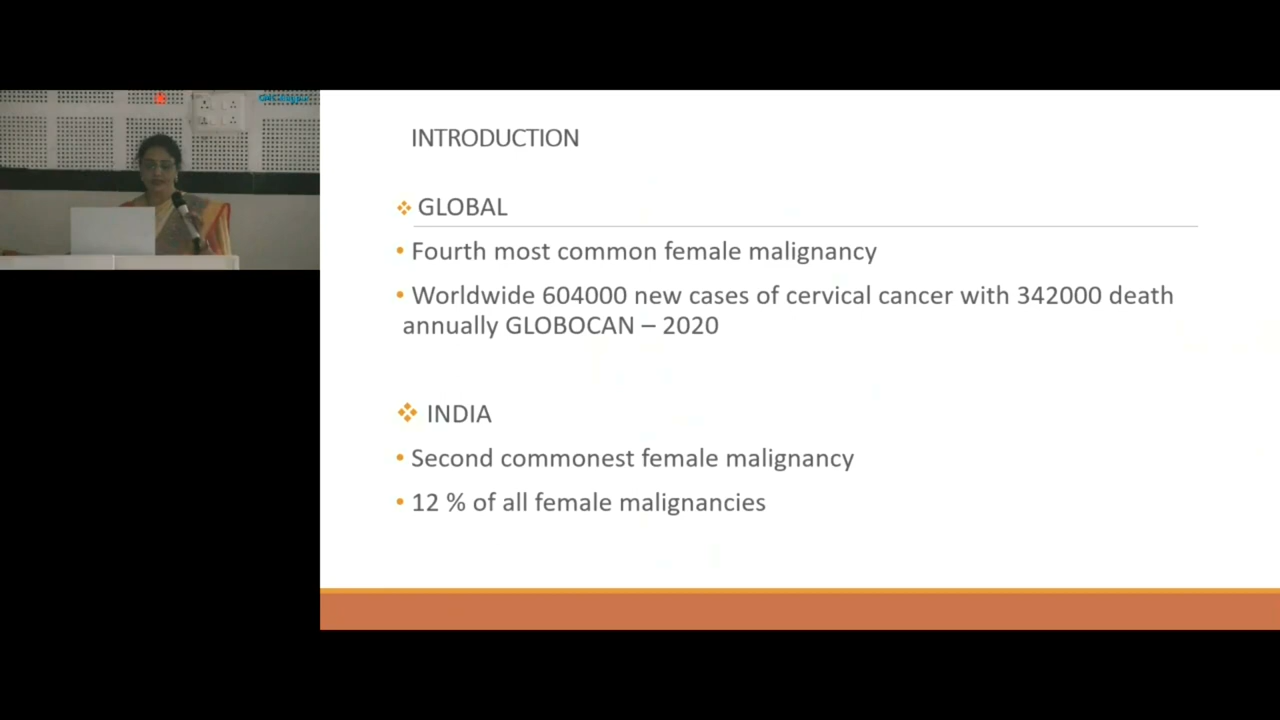 INTRODUCTION
❖ GLOBAL
• Fourth most common female malignancy
• Worldwide 604000 new cases of cervical cancer with 342000 death
annually GLOBOCAN – 2020
❖ INDIA
• Second commonest female malignancy
• 12 % of all female malignancies